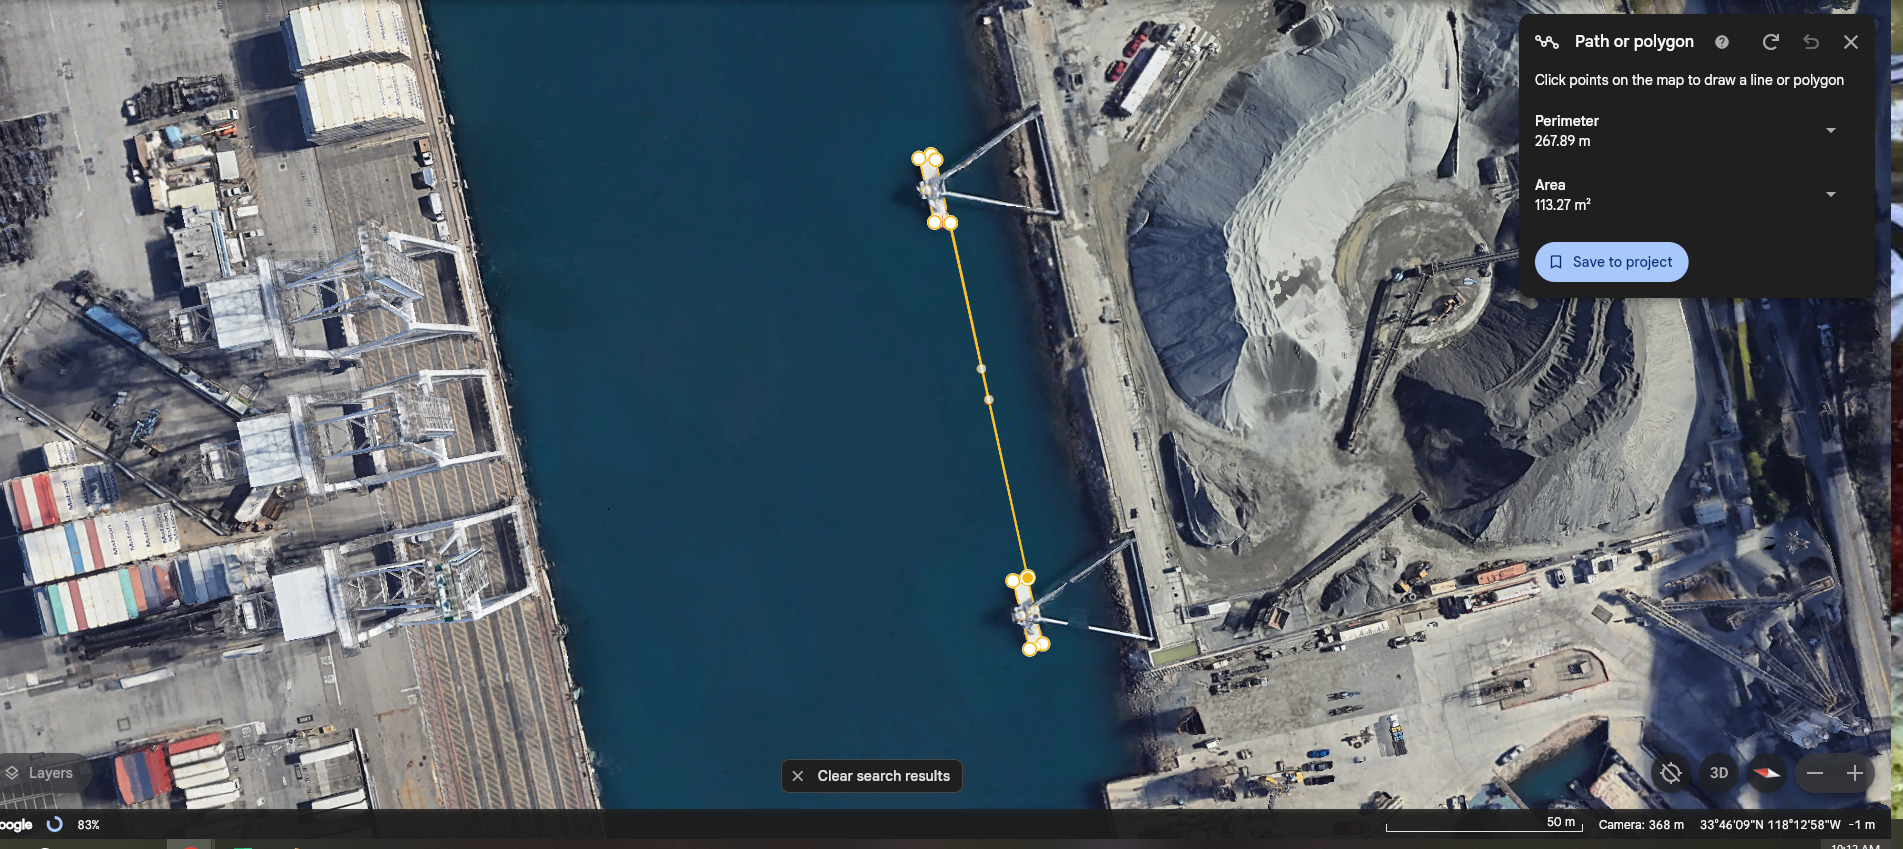 Path or polygon
Click points on the map to draw a line or polygon
Perimeter
267.89 m
Area
113.27 m²
Save to project
Layers
Clear search results
3D
oogle
83%
50 m
Camera: 368 m
33°46'09"N 118°12'58"W
-1 m